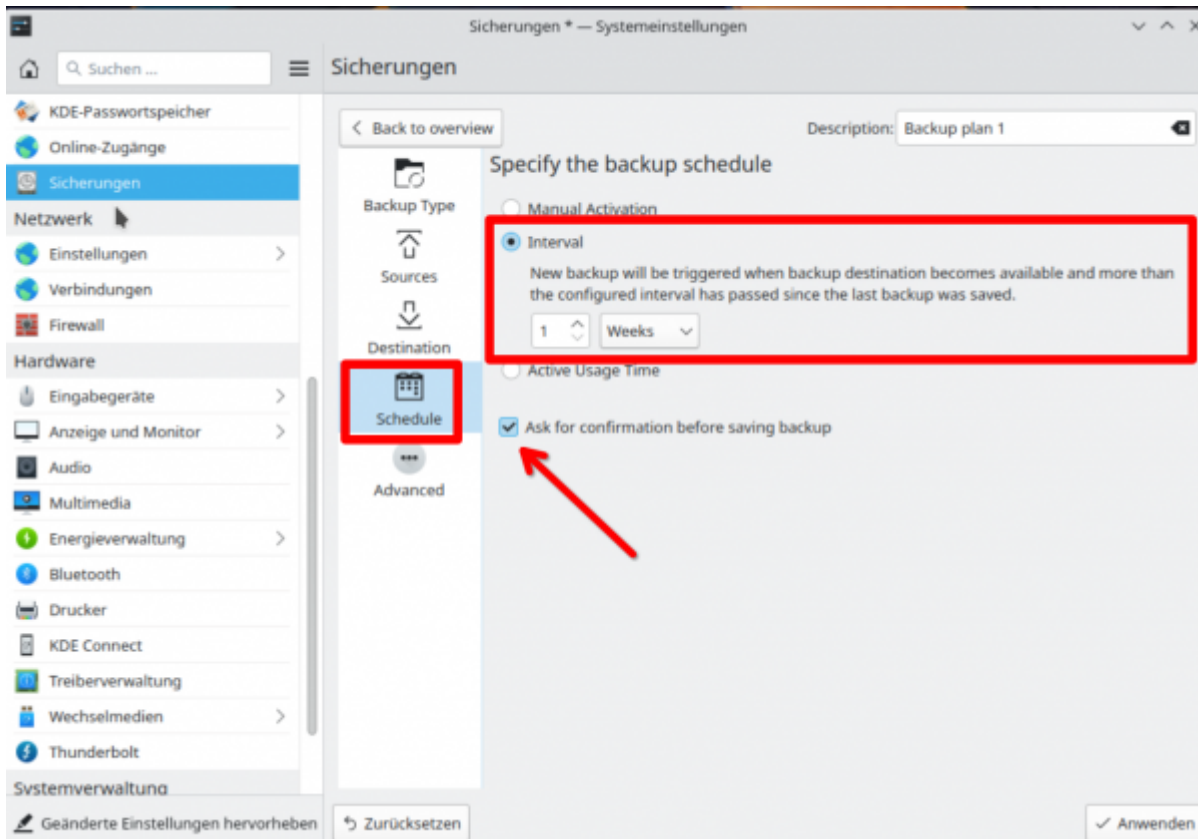 Sicherungen * — Systemeinstellungen
Suchen ...
Sicherungen
KDE-Passwortspeicher
Online-Zugänge
Sicherungen
Netzwerk
Einstellungen
Verbindungen
Firewall
Hardware
Eingabegeräte
Anzeige und Monitor
Audio
Multimedia
Energieverwaltung
Bluetooth
Drucker
KDE Connect
Treiberverwaltung
Wechselmedien
Thunderbolt
Systemverwaltung
Geänderte Einstellungen hervorheben
Back to overview
Description: Backup plan 1
Backup Type
Sources
Destination
Schedule
Advanced
Specify the backup schedule
Manual Activation
Interval
New backup will be triggered when backup destination becomes available and more than
the configured interval has passed since the last backup was saved.
1 Weeks
Active Usage Time
Ask for confirmation before saving backup
Zurücksetzen
Anwenden